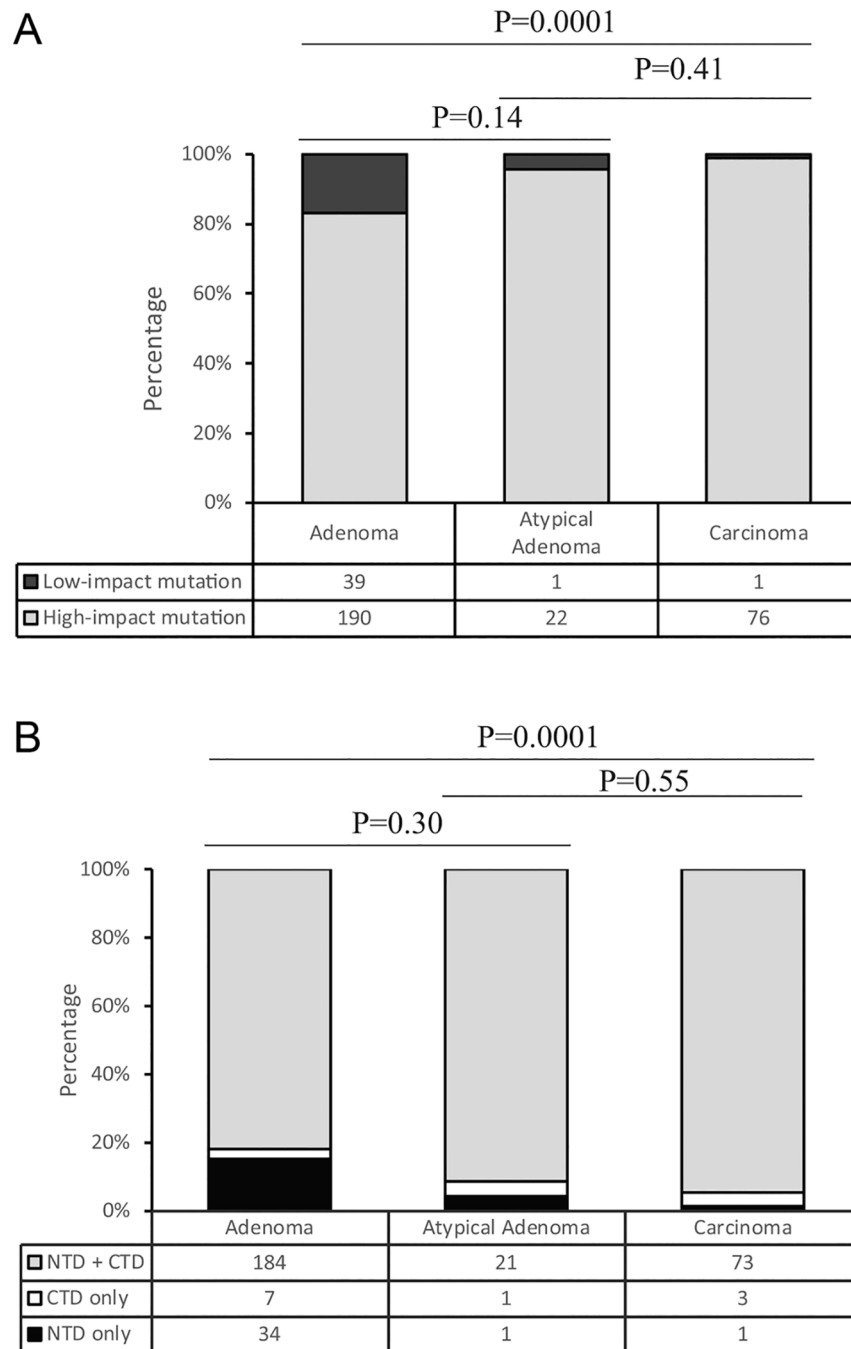 A
P=0.0001
P=0.41
P=0.14
100%
80%
60%
40%
20%
0%
Percentage
Adenoma
Atypical
Adenoma
Carcinoma
Low-impact mutation 39 1 1
High-impact mutation 190 22 76
B
P=0.0001
P=0.55
P=0.30
100%
80%
60%
40%
20%
0%
Percentage
Adenoma Atypical Adenoma Carcinoma
NTD + CTD 184 21 73
CTD only 7 1 3
NTD only 34 1 1